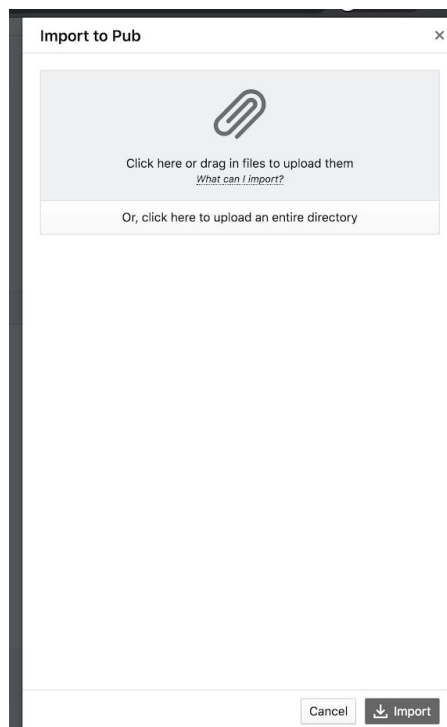 Import to Pub
Click here or drag in files to upload them
What can I import?
Or, click here to upload an entire directory
Cancel
Import